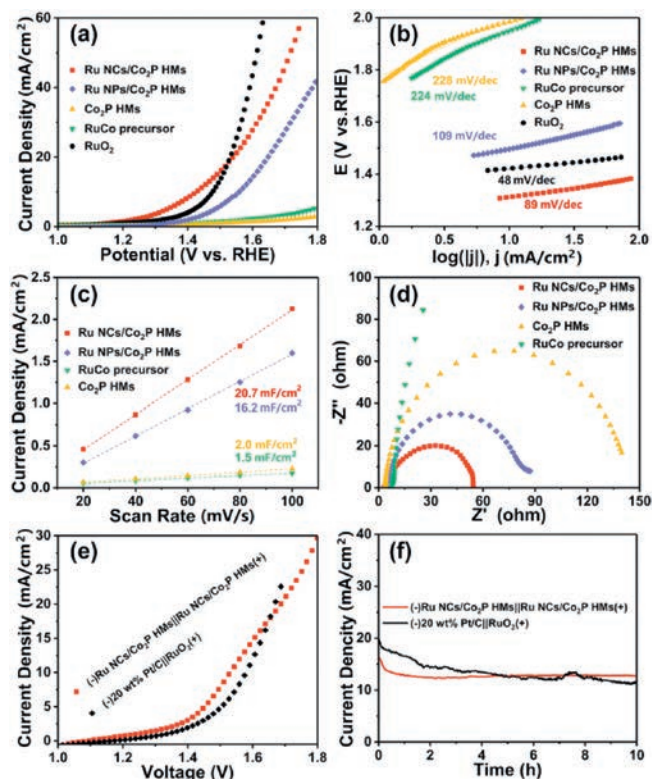 (a)
Current Density (mA/cm²)
60
40
20
0
1.0 1.2 1.4 1.6 1.8
Potential (V vs. RHE)
Ru NCs/Co₂P HMs
Ru NPs/Co₂P HMs
Co₂P HMs
RuCo precursor
RuO₂
(b)
E (V vs.RHE)
2.0
1.8
1.6
1.4
1.2
0 1 2
log(|j|), j (mA/cm²)
Ru NCs/Co₂P HMs
Ru NPs/Co₂P HMs
RuCo precursor
Co₂P HMs
RuO₂
228 mV/dec
224 mV/dec
109 mV/dec
48 mV/dec
89 mV/dec
(c)
Current Density (mA/cm²)
2.5
2.0
1.5
1.0
0.5
0.0
20 40 60 80 100
Scan Rate (mV/s)
Ru NCs/Co₂P HMs
Ru NPs/Co₂P HMs
RuCo precursor
Co₂P HMs
20.7 mF/cm²
16.2 mF/cm²
2.0 mF/cm²
1.5 mF/cm²
(d)
-Z'' (ohm)
90
60
30
0
0 30 60 90 120 150
Z' (ohm)
Ru NCs/Co₂P HMs
Ru NPs/Co₂P HMs
Co₂P HMs
RuCo precursor
(e)
Current Density (mA/cm²)
30
25
20
15
10
5
0
1.0 1.2 1.4 1.6 1.8
Voltage (V)
(-)Ru NCs/Co₂P HMs||Ru NCs/Co₂P HMs(+)
(-)20 wt% Pt/C||RuO₂(+)
(f)
Current Dencity (mA/cm²)
40
30
20
10
0
0 2 4 6 8 10
Time (h)
(-)Ru NCs/Co₂P HMs||Ru NCs/Co₂P HMs(+)
(-)20 wt% Pt/C||RuO₂(+)